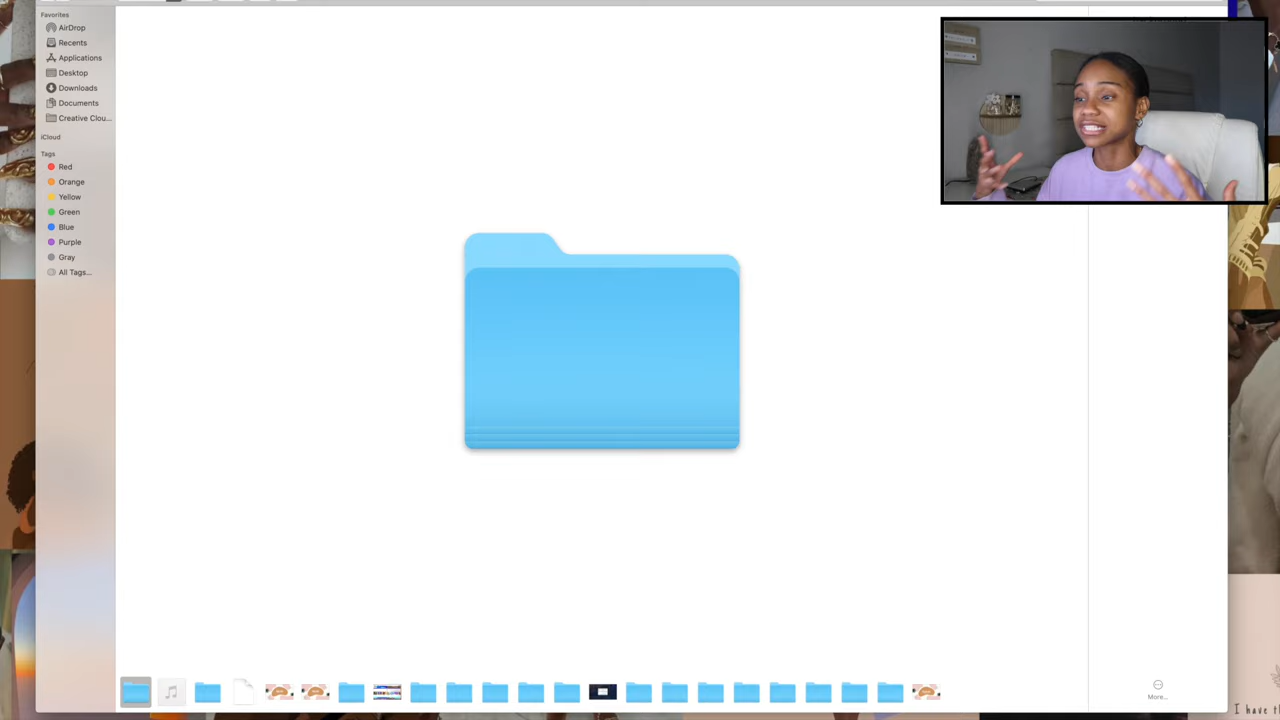 Favorites
AirDrop
Recents
Applications
Desktop
Downloads
Documents
Creative Clou...
iCloud
Tags
Red
Orange
Yellow
Green
Blue
Purple
Gray
All Tags...
More...
I have th